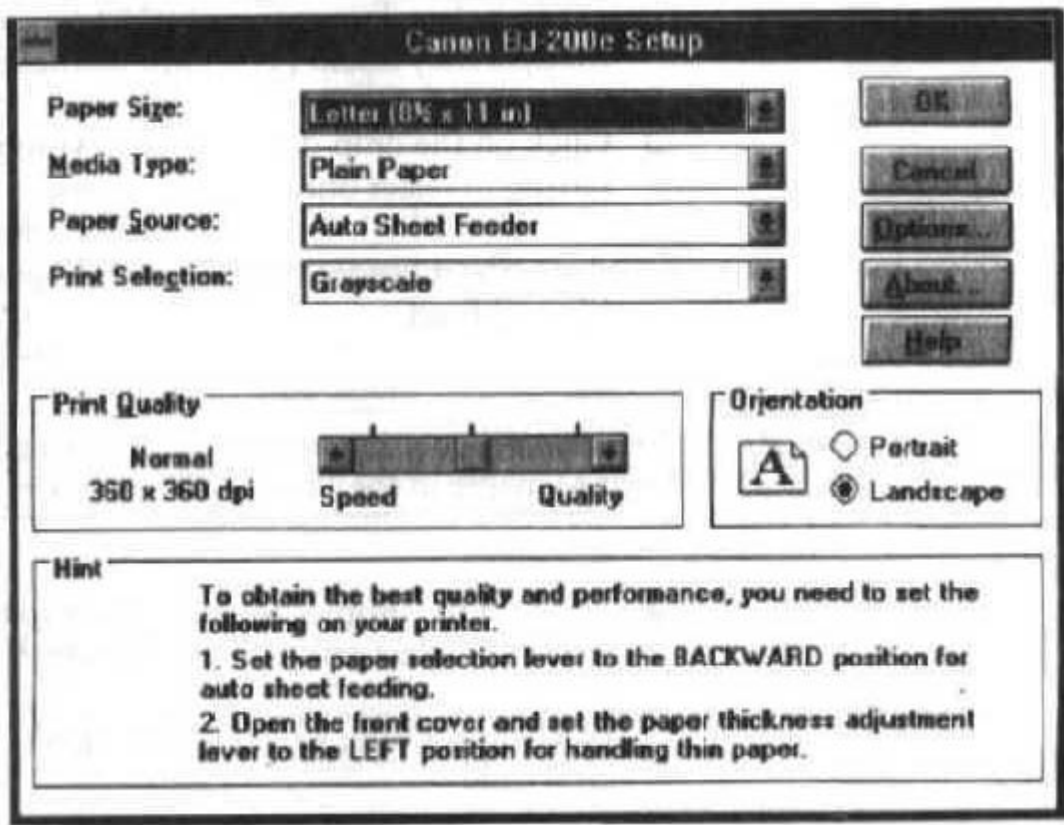 Canon BJ-200e Setup
Paper Size:
Letter (8½ x 11 in)
OK
Media Type:
Plain Paper
Cancel
Paper Source:
Auto Sheet Feeder
Options...
Print Selection:
Grayscale
About...
Help
Print Quality
Normal
360 x 360 dpi
Speed
Quality
Orientation
A
Portrait
Landscape
Hint
To obtain the best quality and performance, you need to set the
following on your printer.
1. Set the paper selection lever to the BACKWARD position for
auto sheet feeding.
2. Open the front cover and set the paper thickness adjustment
lever to the LEFT position for handling thin paper.